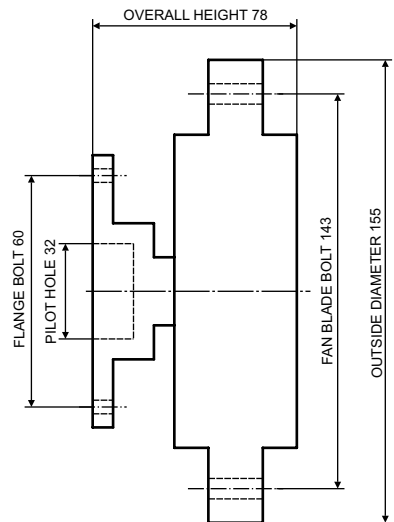 OVERALL HEIGHT 78
FLANGE BOLT 60
PILOT HOLE 32
FAN BLADE BOLT 143
OUTSIDE DIAMETER 155